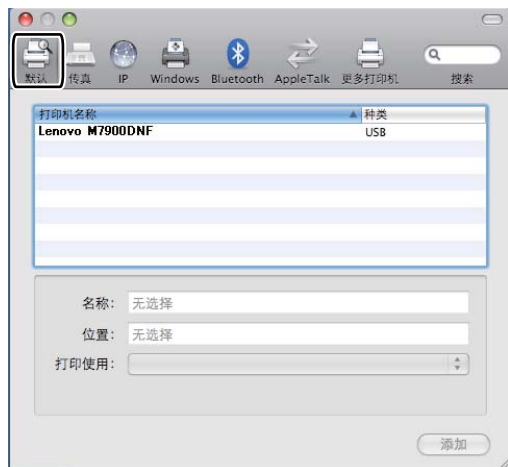 默认 传真 IP Windows Bluetooth AppleTalk 更多打印机 搜索
打印机名称 种类
Lenovo M7900DNF USB
名称: 无选择
位置: 无选择
打印使用:
添加